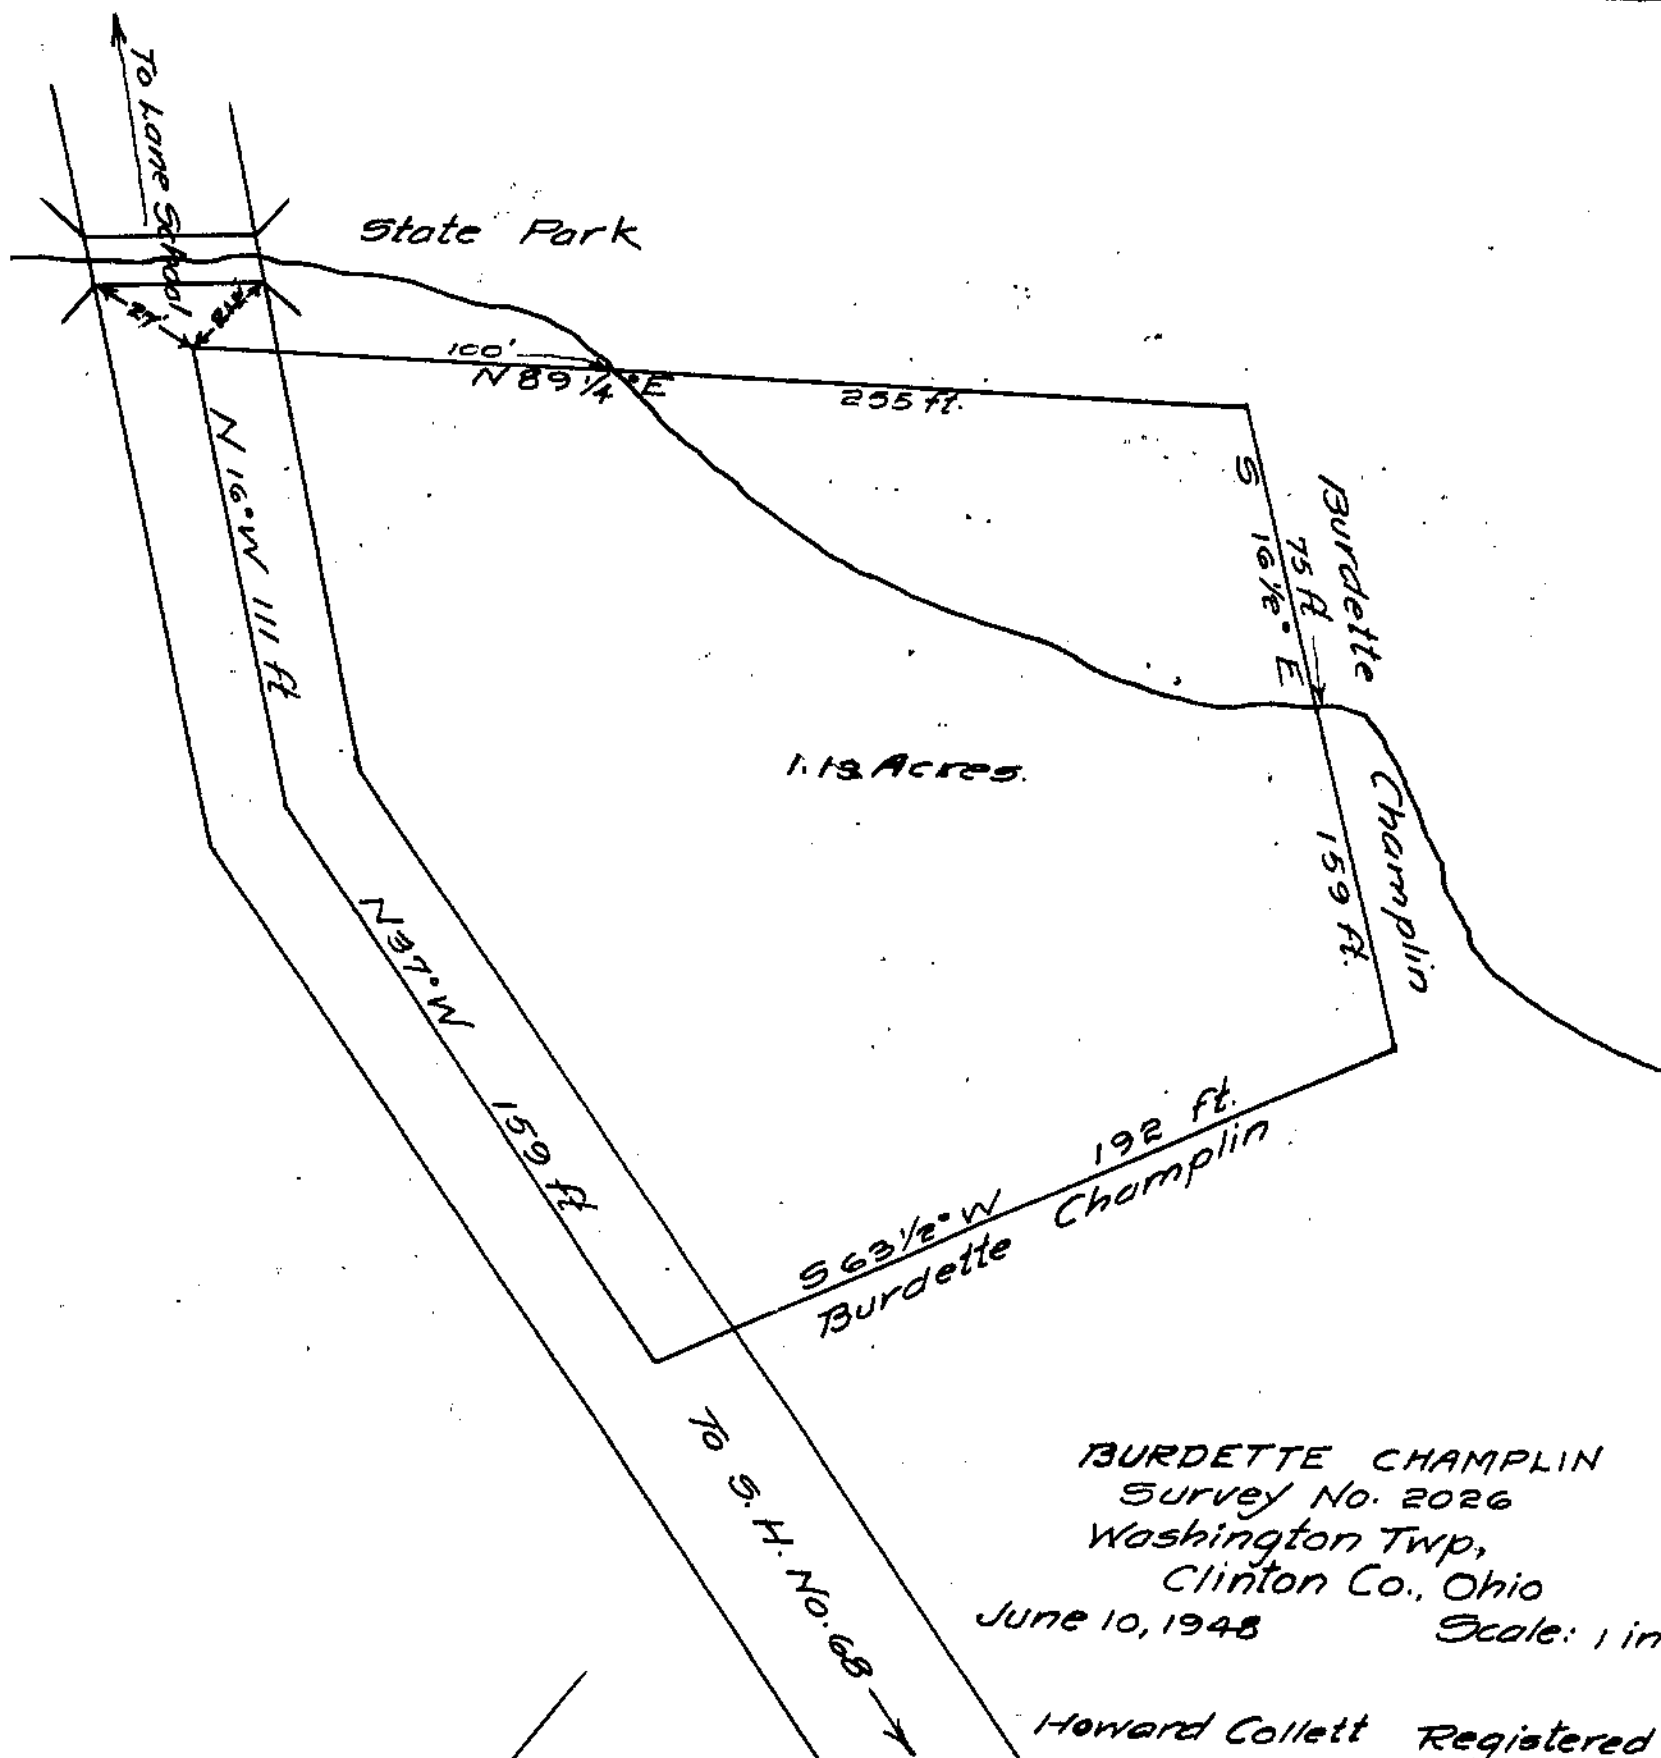 To Lane School.
State Park
27'
100'
N 89 1/4° E
255 ft.
N 16° W 111 ft
S 16 1/2° E
75 ft
Burdette Champlin
1.13 Acres.
159 ft.
N 37° W 159 ft
S 63 1/2° W 192 ft.
Burdette Champlin
To S. H. No. 68
BURDETTE CHAMPLIN
Survey No. 2026
Washington Twp.,
Clinton Co., Ohio
June 10, 1948 Scale: 1 in
Howard Collett Registered